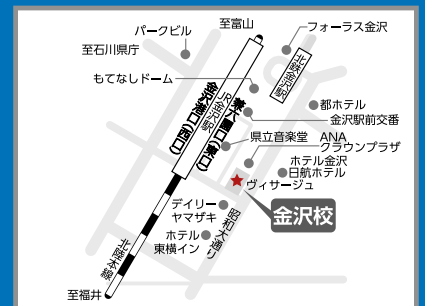 至富山
フォーラス金沢
パークビル
至石川県庁
北鉄金沢駅
もてなしドーム
金沢港口(西口)
JR金沢駅
兼六園口(東口)
都ホテル
金沢駅前交番
県立音楽堂
ANA
クラウンプラザ
ホテル金沢
日航ホテル
ヴィサージュ
金沢校
デイリー
ヤマザキ
昭和大通り
ホテル
東横イン
北陸本線
至福井